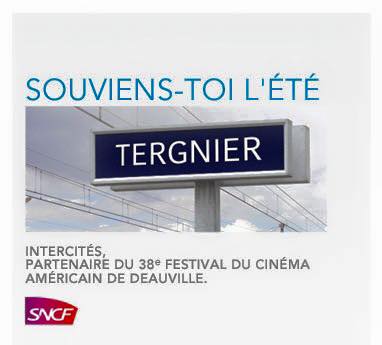 SOUVIENS-TOI L'ÉTÉ
TERGNIER
INTERCITÉS,
PARTENAIRE DU 38e FESTIVAL DU CINÉMA
AMÉRICAIN DE DEAUVILLE.
SNCF